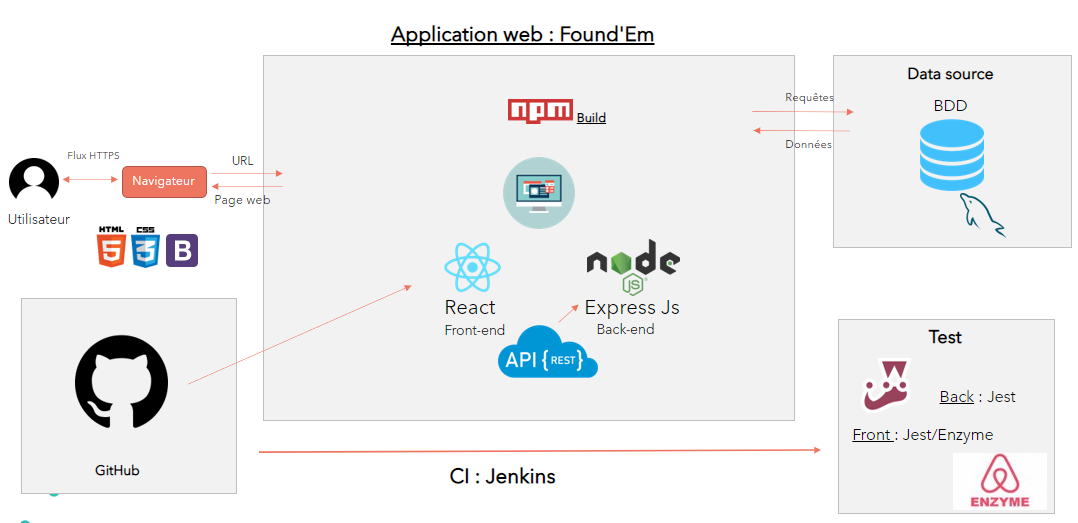 Application web : Found'Em
npm Build
Flux HTTPS
Navigateur
Utilisateur
URL
Page web
HTML
5
CSS
3
B
React
Front-end
node
JS
Express Js
Back-end
API {REST}
Requêtes
Données
Data source
BDD
GitHub
CI : Jenkins
Test
Back : Jest
Front : Jest/Enzyme
ENZYME